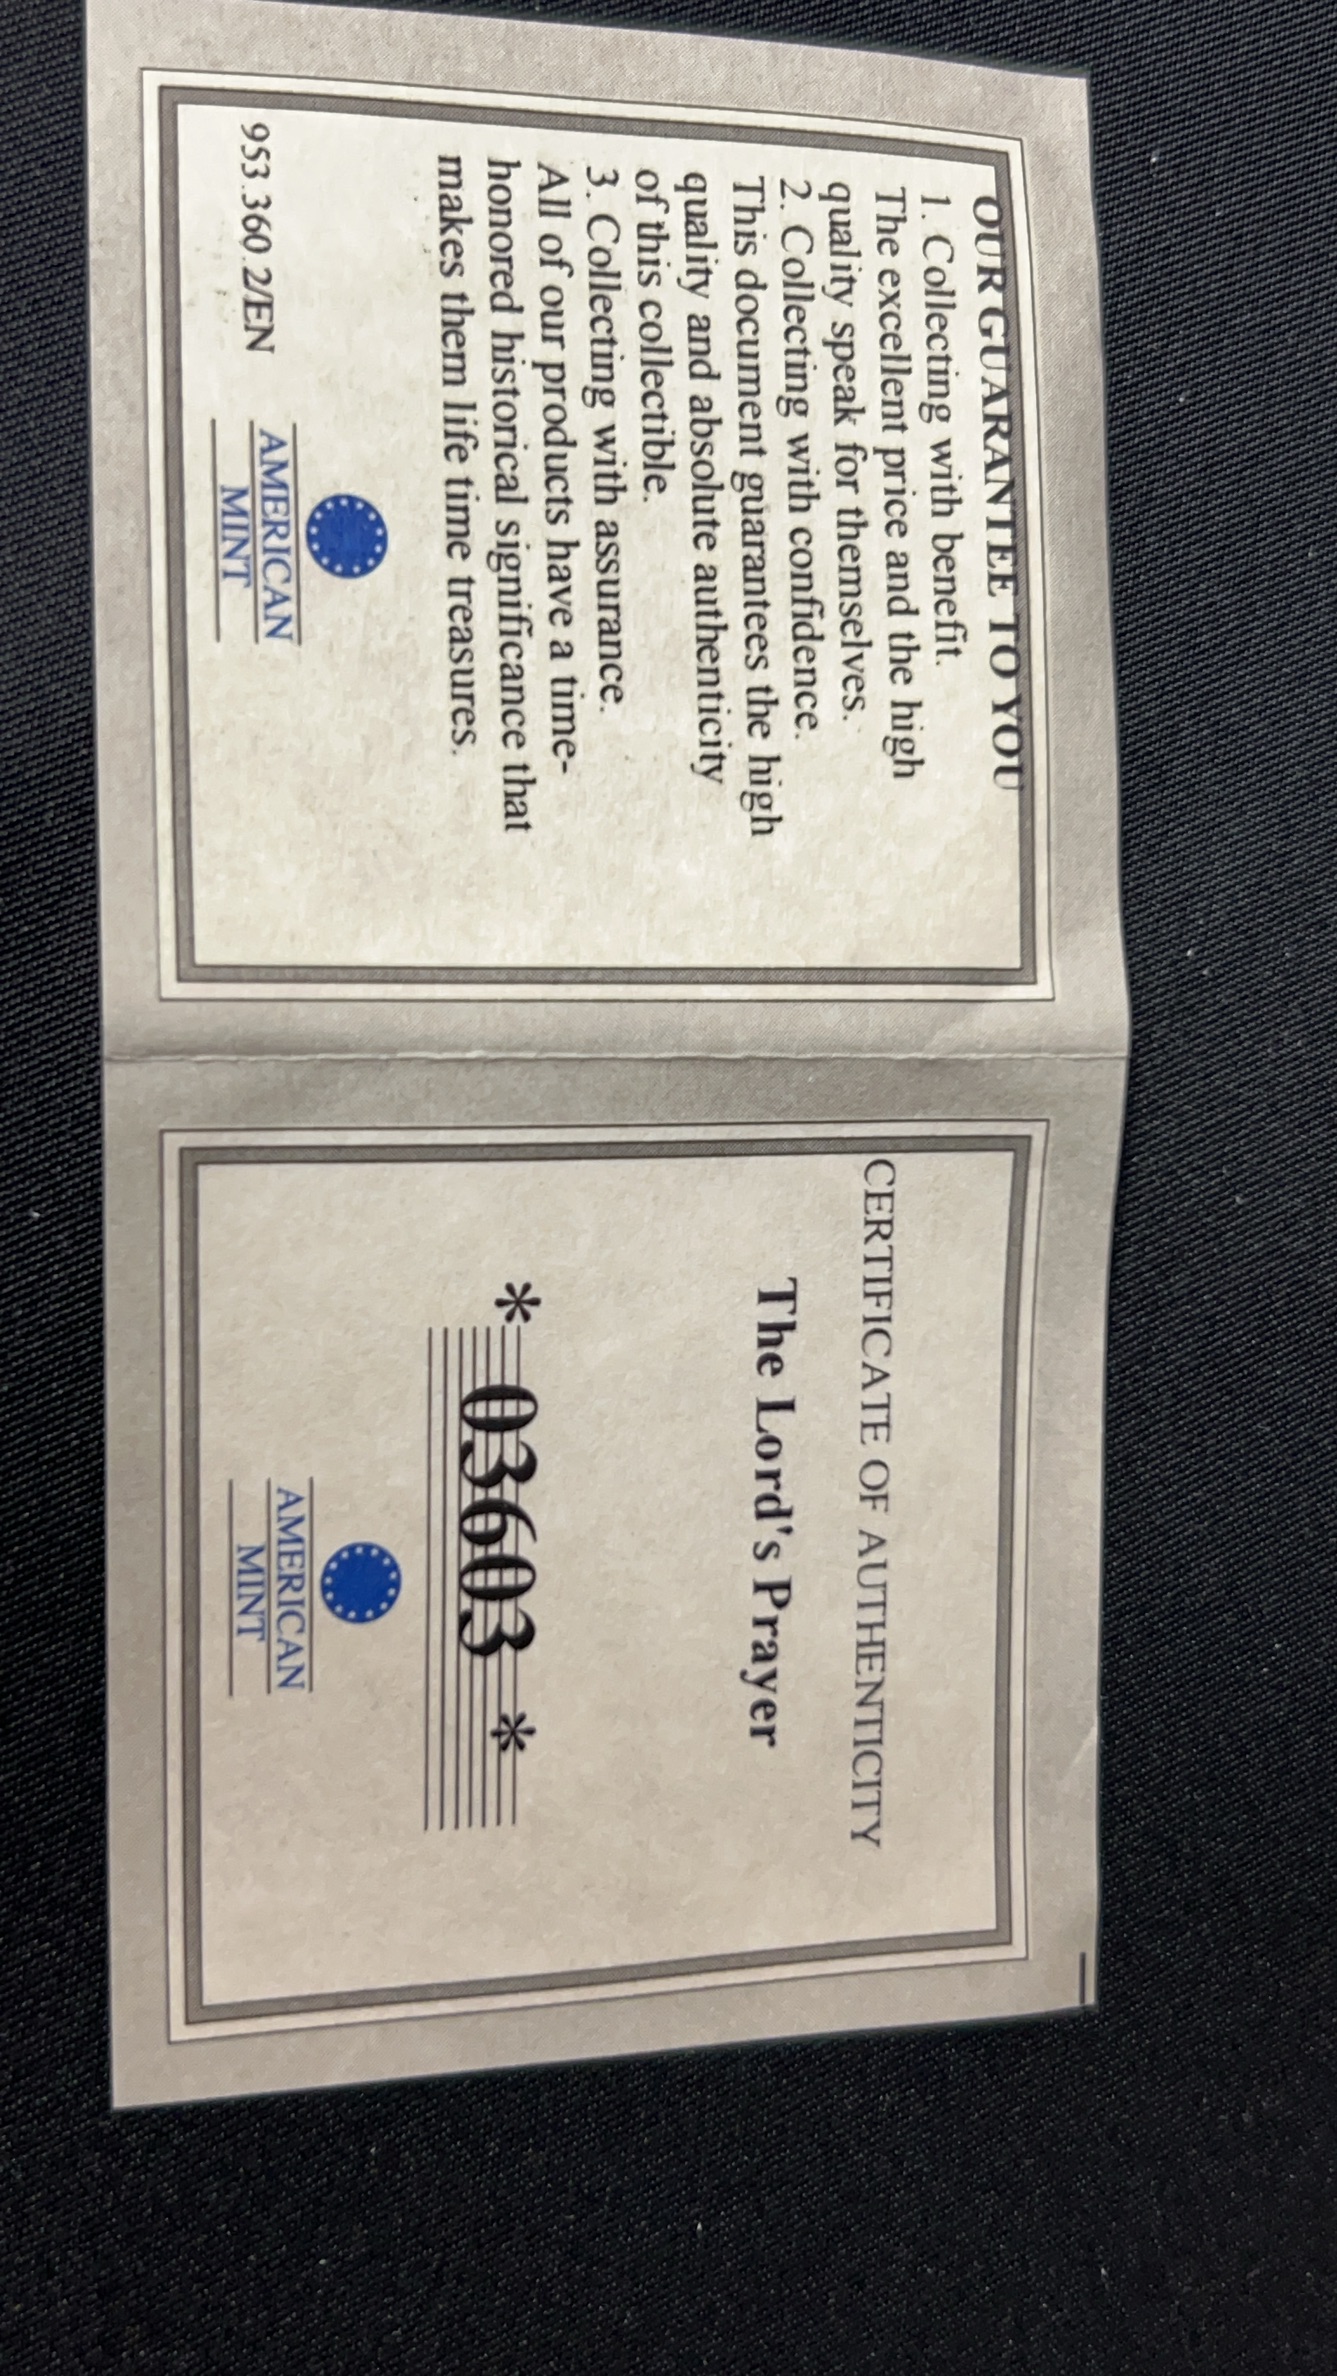 OUR GUARANTEE TO YOU
1. Collecting with benefit.
The excellent price and the high
quality speak for themselves.
2. Collecting with confidence.
This document guarantees the high
quality and absolute authenticity
of this collectible.
3. Collecting with assurance.
All of our products have a time-
honored historical significance that
makes them life time treasures.
953.360.2/EN
AMERICAN
MINT
CERTIFICATE OF AUTHENTICITY
The Lord's Prayer
* 03603 *
AMERICAN
MINT